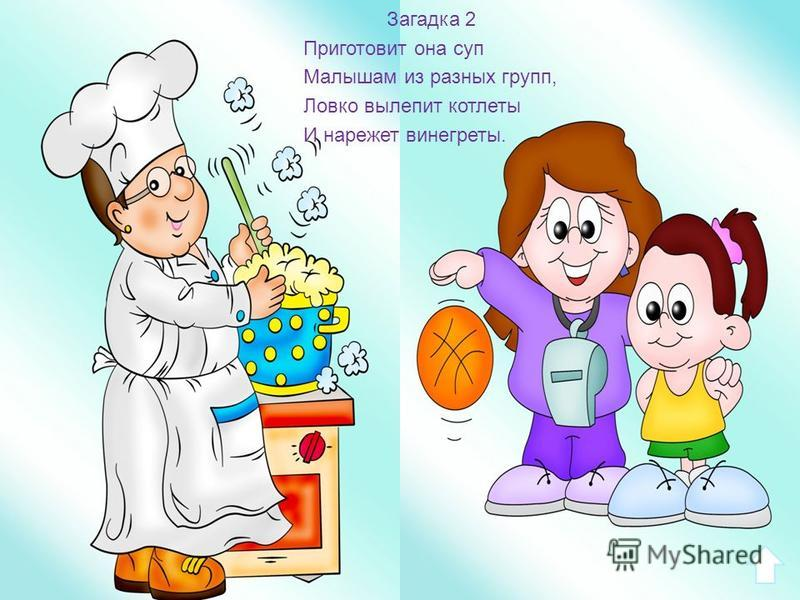 Загадка 2
Приготовит она суп
Малышам из разных групп,
Ловко вылепит котлеты
И нарежет винегреты.
MyShared